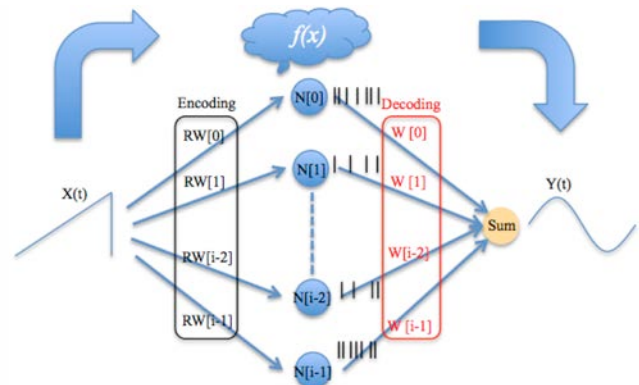 f(x)
Encoding
N[0]
Decoding
RW[0]
W [0]
RW[1]
N[1]
W [1]
X(t)
Y(t)
Sum
RW[i-2]
W[i-2]
N[i-2]
RW[i-1]
W [i-1]
N[i-1]